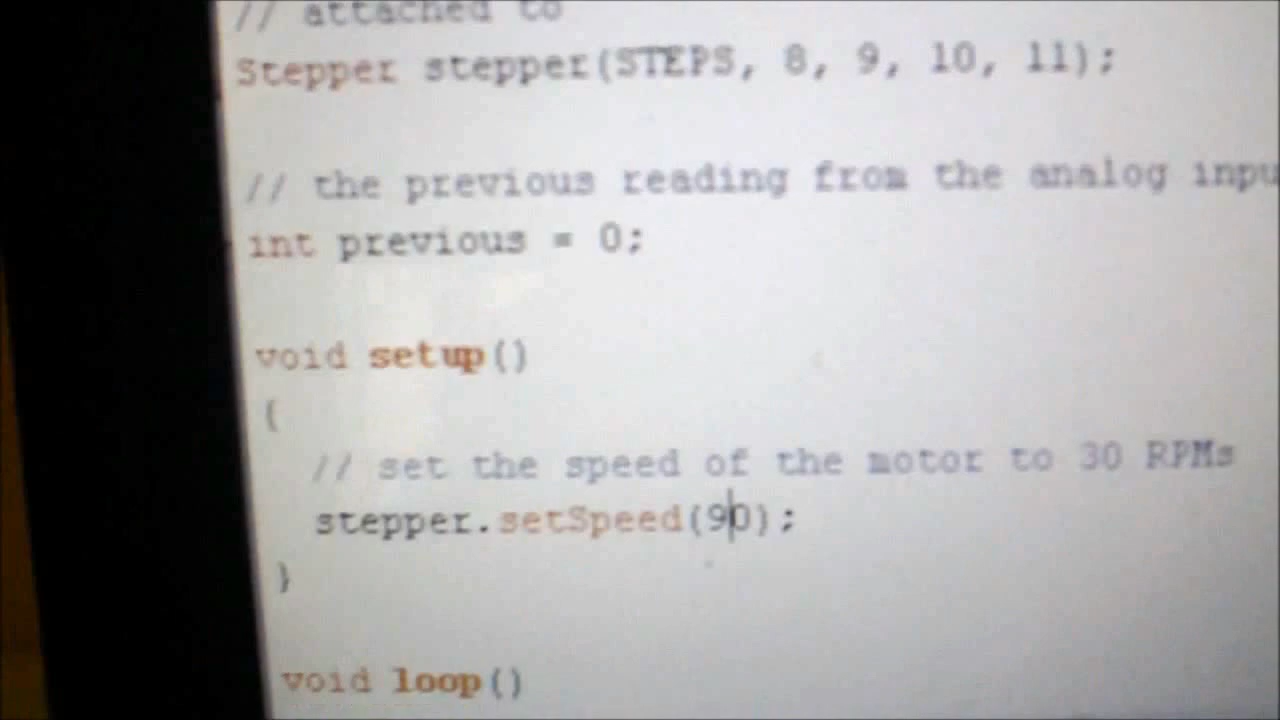 // attached to
Stepper stepper(STEPS, 8, 9, 10, 11);
// the previous reading from the analog inpu
int previous = 0;
void setup()
{
// set the speed of the motor to 30 RPMs
stepper.setSpeed(90);
}
void loop()